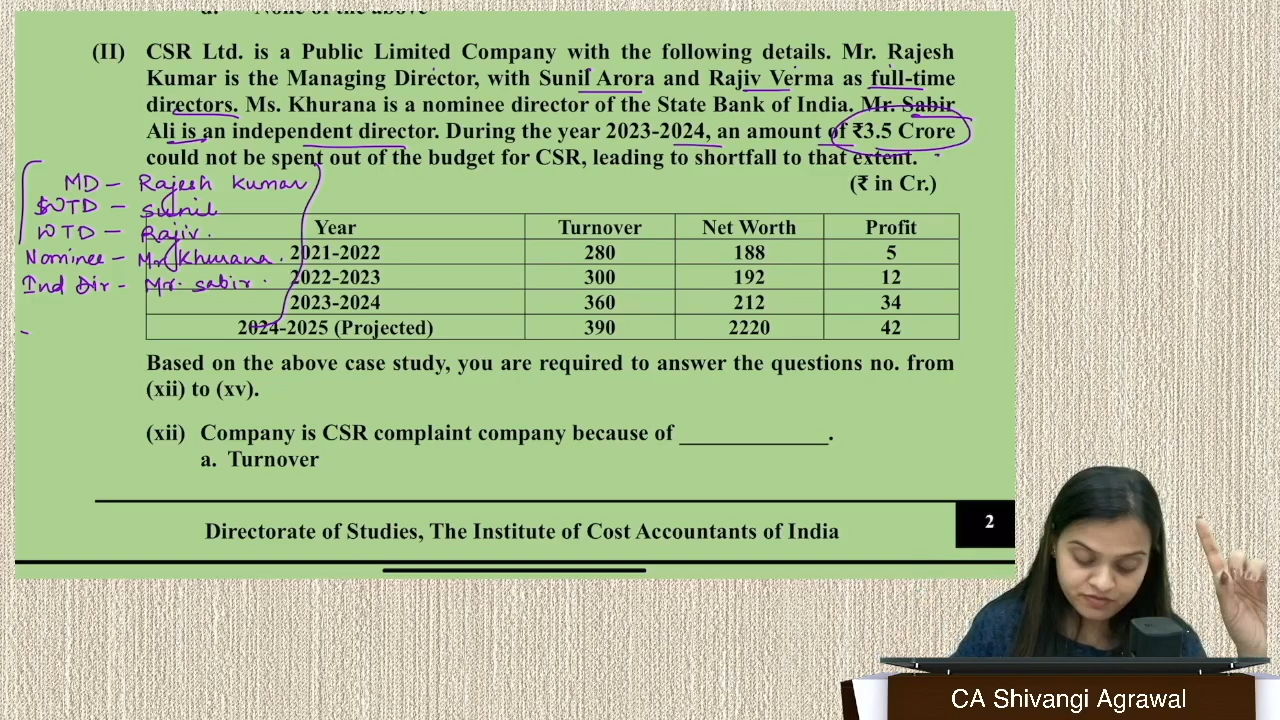 d. None of the above
(II) CSR Ltd. is a Public Limited Company with the following details. Mr. Rajesh
Kumar is the Managing Director, with Sunil Arora and Rajiv Verma as full-time
directors. Ms. Khurana is a nominee director of the State Bank of India. Mr. Sabir
Ali is an independent director. During the year 2023-2024, an amount of ₹3.5 Crore
could not be spent out of the budget for CSR, leading to shortfall to that extent.
(₹ in Cr.)
MD – Rajesh Kumar
WTD – Sunil
WTD – Rajiv.
Nominee – Khurana.
Ind Dir – Mr. Sabir.
Year Turnover Net Worth Profit
2021-2022 280 188 5
2022-2023 300 192 12
2023-2024 360 212 34
2024-2025 (Projected) 390 2220 42
Based on the above case study, you are required to answer the questions no. from
(xii) to (xv).
(xii) Company is CSR complaint company because of ______________.
a. Turnover
Directorate of Studies, The Institute of Cost Accountants of India
2
CA Shivangi Agrawal